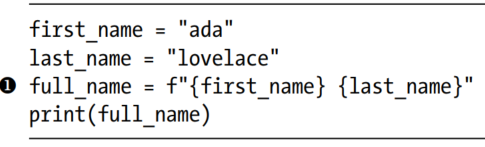 first_name = "ada"
last_name = "lovelace"
❶ full_name = f"{first_name} {last_name}"
print(full_name)